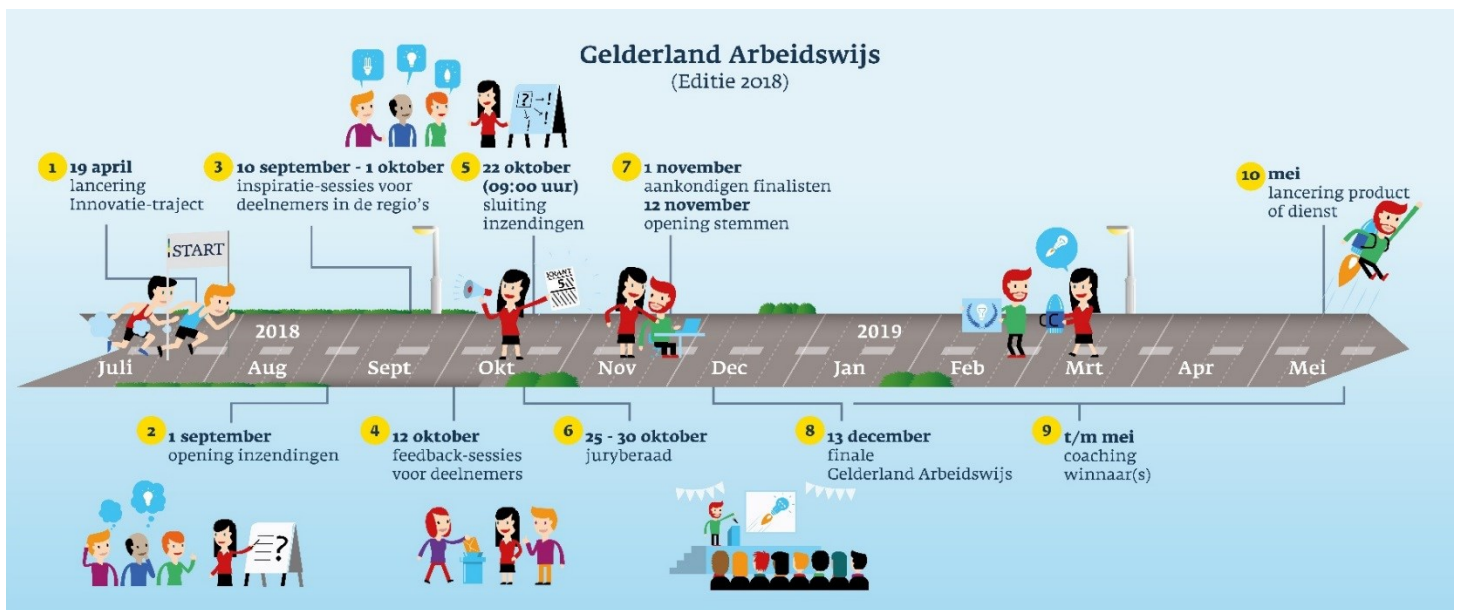 Gelderland Arbeidswijs
(Editie 2018)
1 19 april
lancering
Innovatie-traject
3 10 september - 1 oktober
inspiratie-sessies voor
deelnemers in de regio's
5 22 oktober
(09:00 uur)
sluiting
inzendingen
7 1 november
aankondigen finalisten
12 november
opening stemmen
10 mei
lancering product
of dienst
START
KRANT
5
2018
2019
Juli Aug Sept Okt Nov Dec Jan Feb Mrt Apr Mei
2 1 september
opening inzendingen
4 12 oktober
feedback-sessies
voor deelnemers
6 25 - 30 oktober
juryberaad
8 13 december
finale
Gelderland Arbeidswijs
9 t/m mei
coaching
winnaar(s)
?